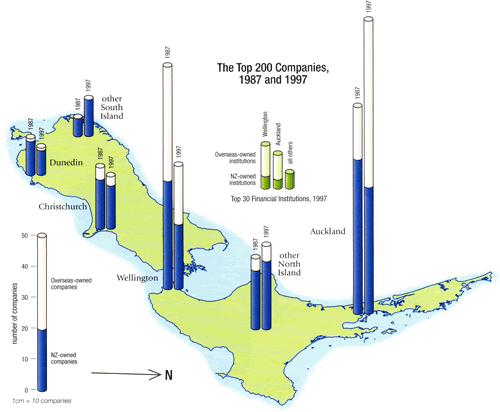 The Top 200 Companies,
1987 and 1997
Wellington
Auckland
all others
Overseas-owned
institutions
NZ-owned
institutions
Top 30 Financial Institutions, 1997
1987
1997
other
South
Island
1987
1997
Dunedin
1987
1997
Christchurch
1987
1997
Wellington
1987
1997
other
North
Island
1987
1997
Auckland
number of companies
50
40
30
20
10
0
Overseas-owned
companies
NZ-owned
companies
1cm = 10 companies
N